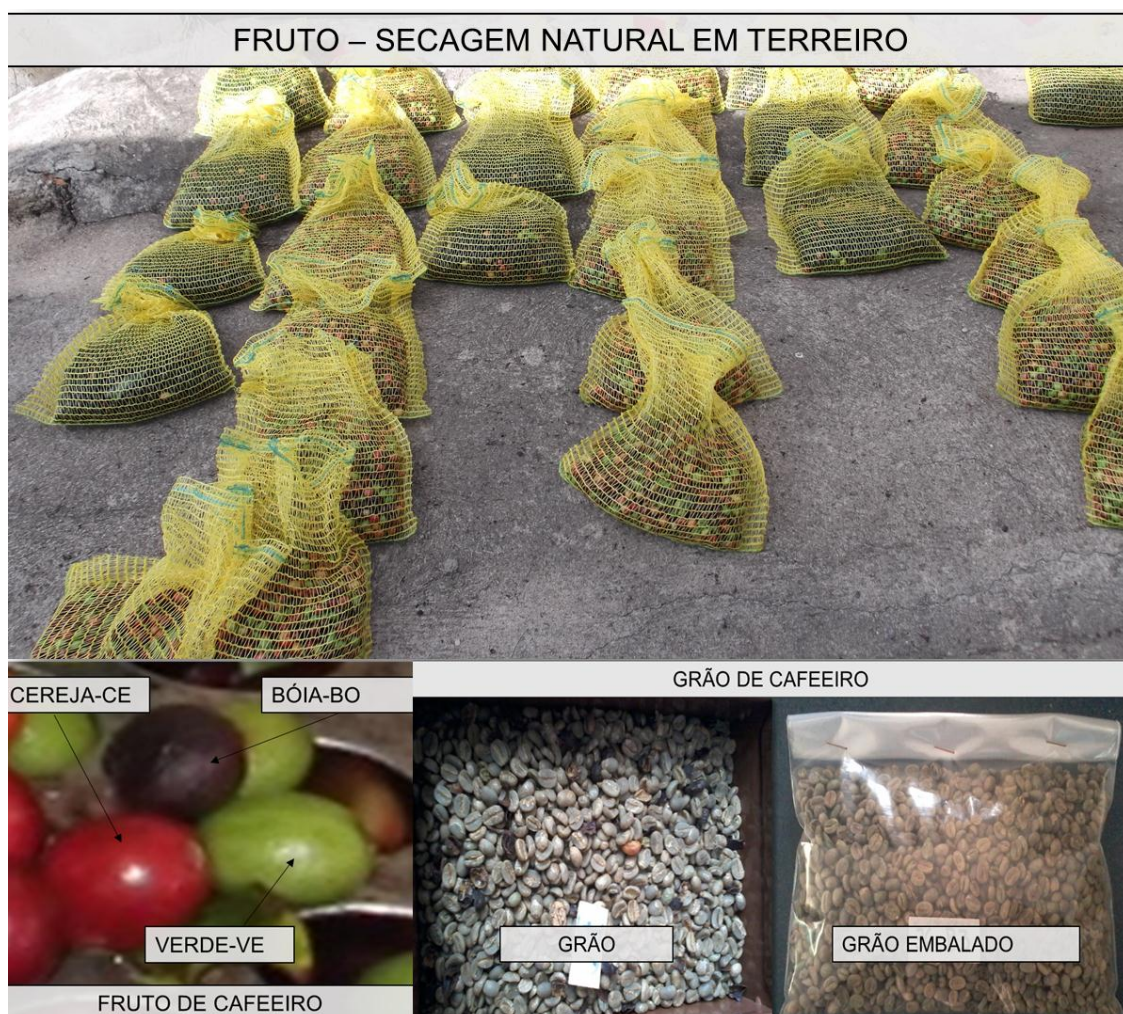 FRUTO – SECAGEM NATURAL EM TERREIRO
CEREJA-CE
BÓIA-BO
VERDE-VE
FRUTO DE CAFEEIRO
GRÃO DE CAFEEIRO
GRÃO
GRÃO EMBALADO